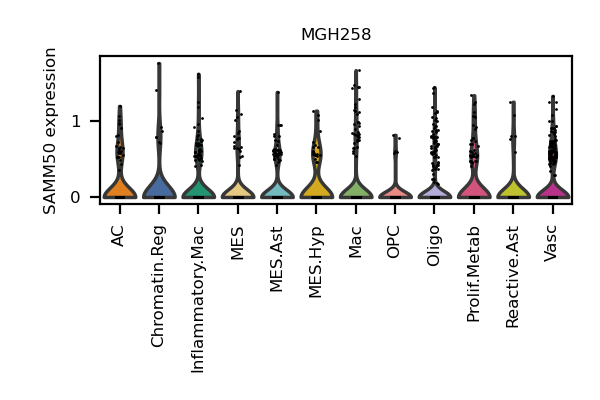 MGH258
SAMM50 expression
1
0
AC
Chromatin.Reg
Inflammatory.Mac
MES
MES.Ast
MES.Hyp
Mac
OPC
Oligo
Prolif.Metab
Reactive.Ast
Vasc